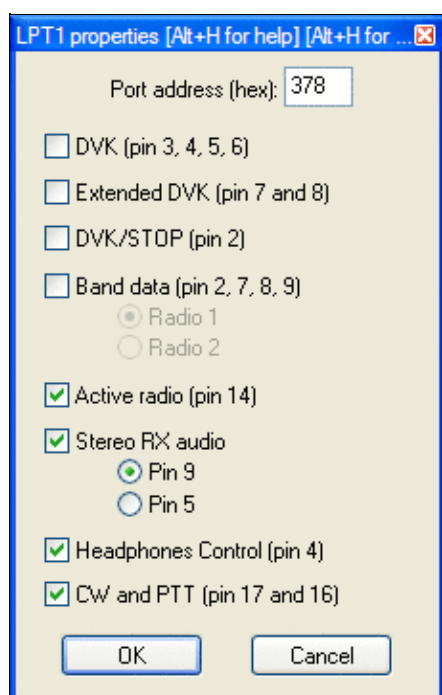 LPT1 properties [Alt+H for help] [Alt+H for ...
Port address (hex): 378
DVK (pin 3, 4, 5, 6)
Extended DVK (pin 7 and 8)
DVK/STOP (pin 2)
Band data (pin 2, 7, 8, 9)
Radio 1
Radio 2
Active radio (pin 14)
Stereo RX audio
Pin 9
Pin 5
Headphones Control (pin 4)
CW and PTT (pin 17 and 16)
OK Cancel